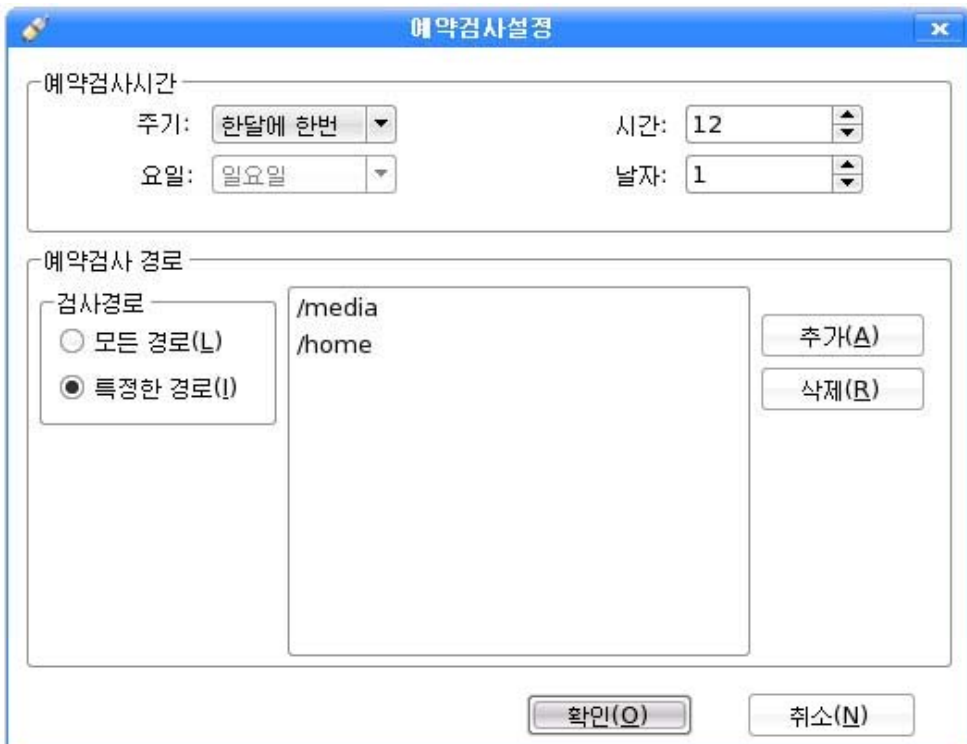 예약검사설정
예약검사시간
주기: 한달에 한번 시간: 12
요일: 일요일 날자: 1
예약검사 경로
검사경로
모든 경로(L)
특정한 경로(I)
/media
/home
추가(A)
삭제(R)
확인(O) 취소(N)